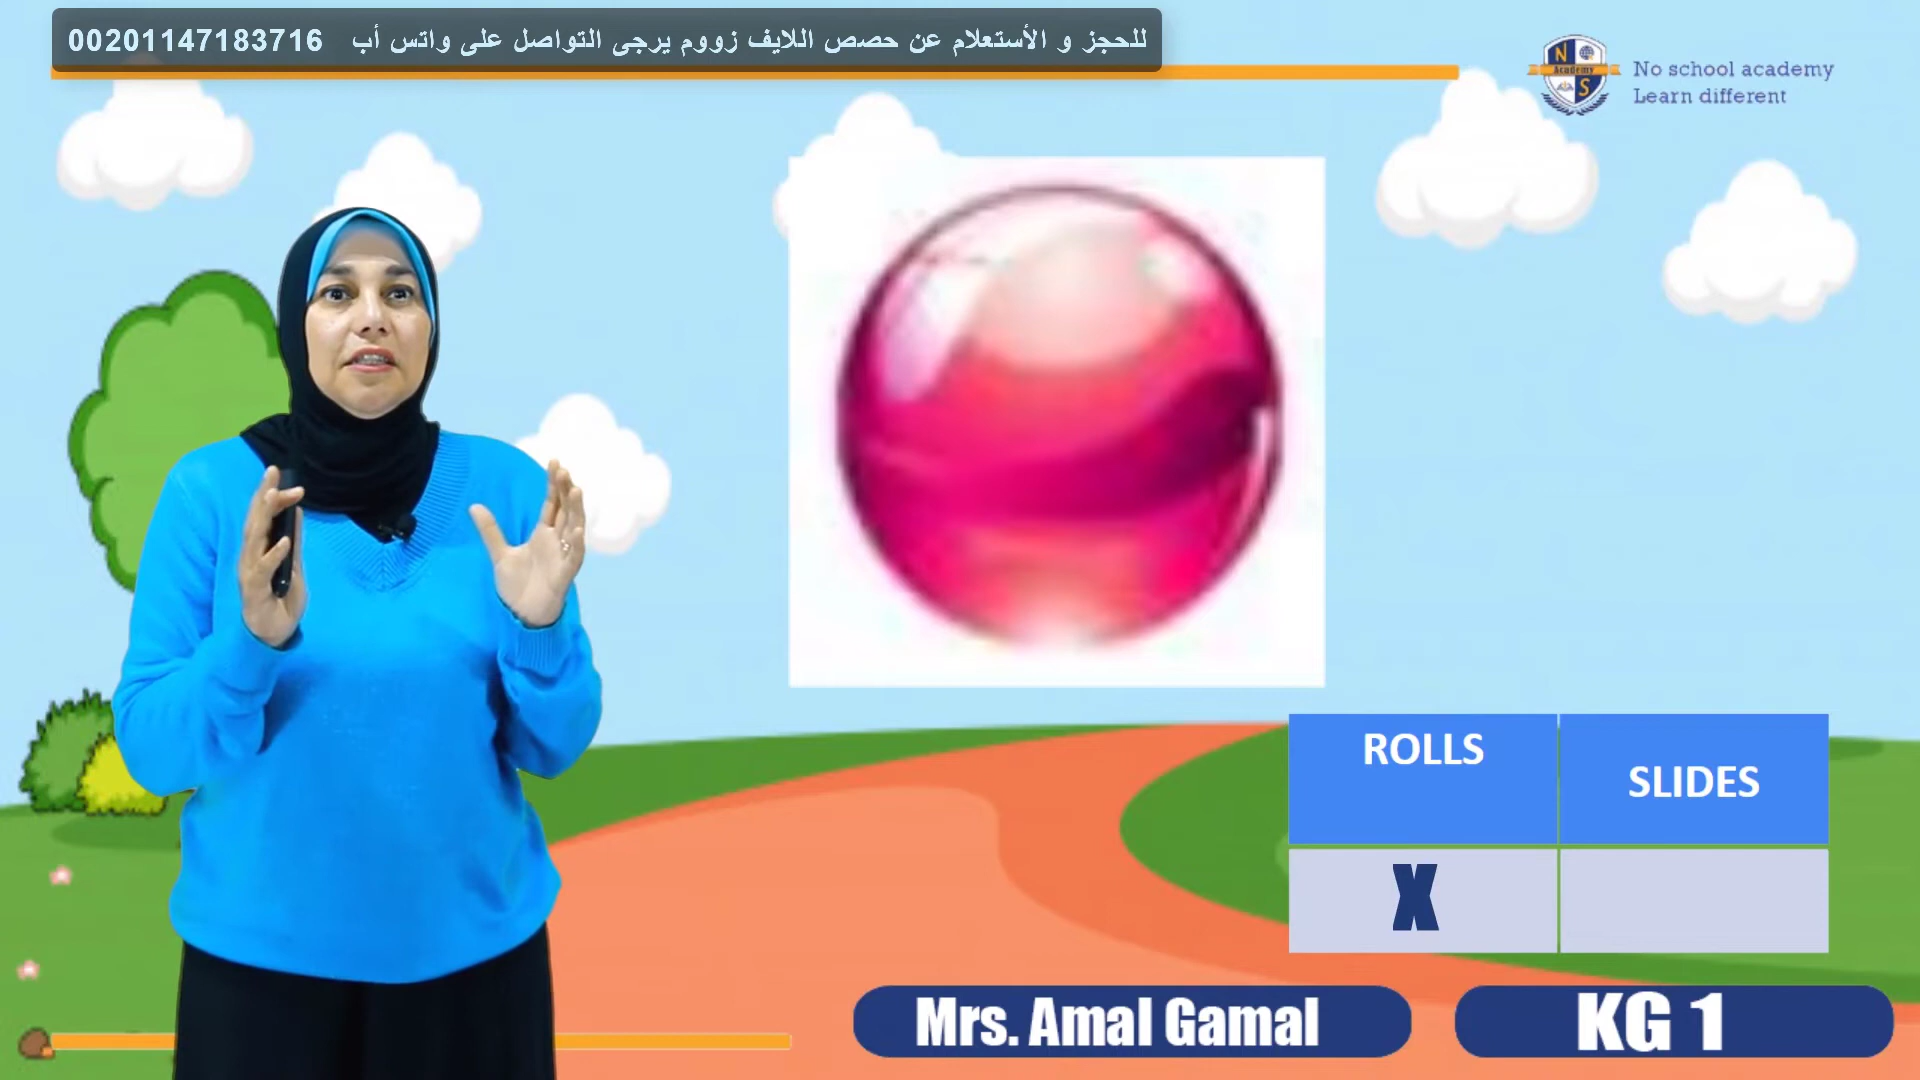 للحجز و الأستعلام عن حصص اللايف زووم يرجى التواصل على واتس أب 00201147183716
N
Academy
S
No school academy
Learn different
ROLLS
SLIDES
X
Mrs. Amal Gamal
KG 1